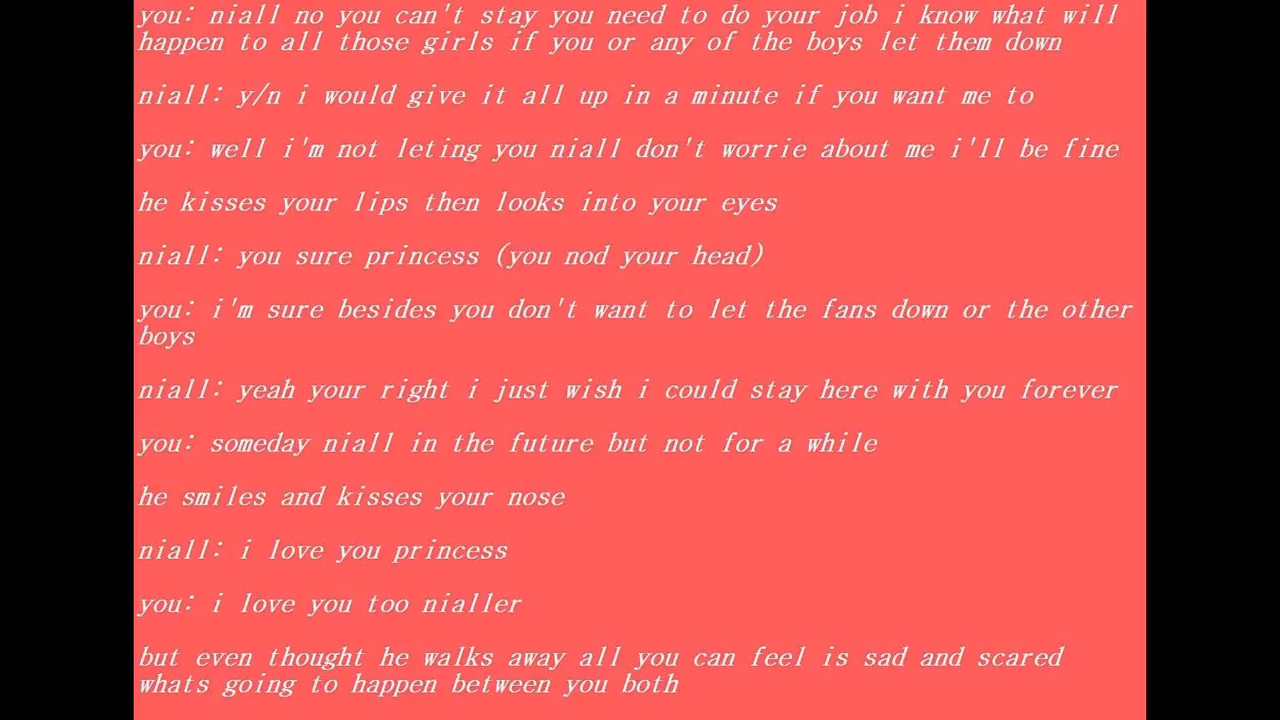 you: niall no you can't stay you need to do your job i know what will
happen to all those girls if you or any of the boys let them down
niall: y/n i would give it all up in a minute if you want me to
you: well i'm not leting you niall don't worrie about me i'll be fine
he kisses your lips then looks into your eyes
niall: you sure princess (you nod your head)
you: i'm sure besides you don't want to let the fans down or the other
boys
niall: yeah your right i just wish i could stay here with you forever
you: someday niall in the future but not for a while
he smiles and kisses your nose
niall: i love you princess
you: i love you too nialler
but even thought he walks away all you can feel is sad and scared
whats going to happen between you both